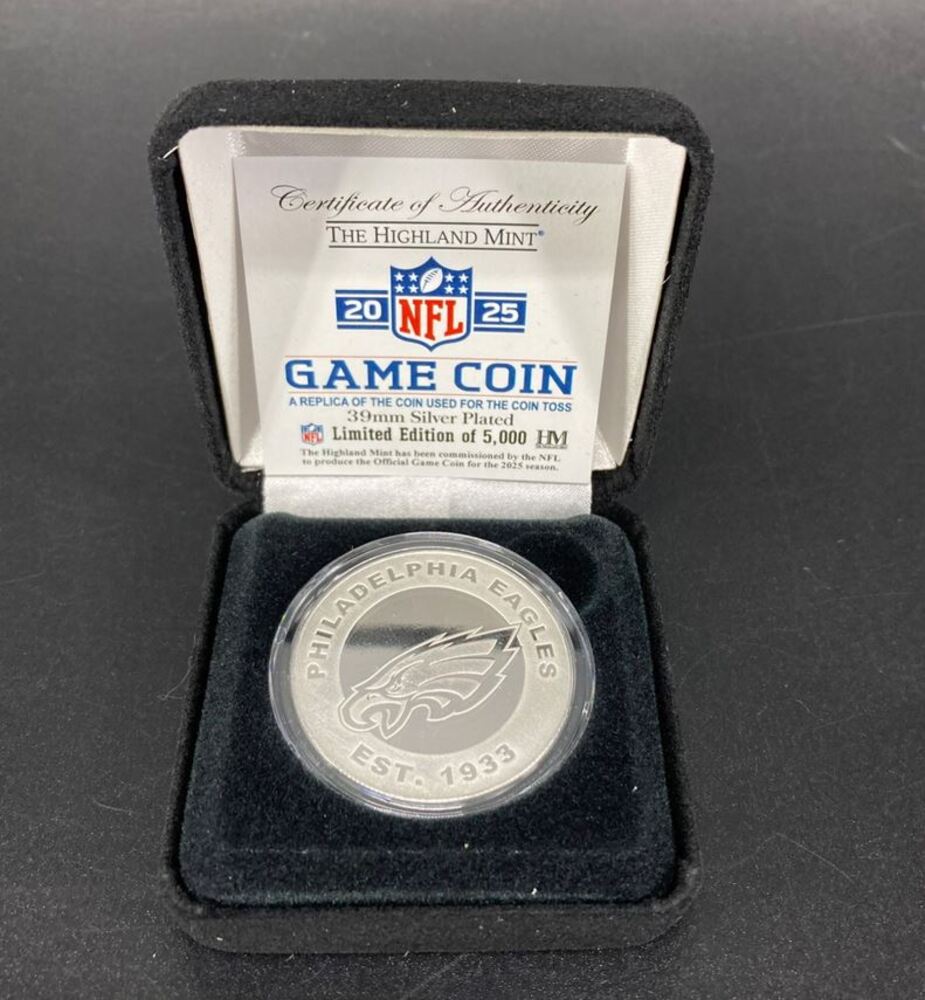 Certificate of Authenticity
THE HIGHLAND MINT®
20 NFL 25
GAME COIN
A REPLICA OF THE COIN USED FOR THE COIN TOSS
39mm Silver Plated
NFL Limited Edition of 5,000 HM
The Highland Mint has been commissioned by the NFL
to produce the Official Game Coin for the 2025 season.
PHILADELPHIA EAGLES
EST. 1933